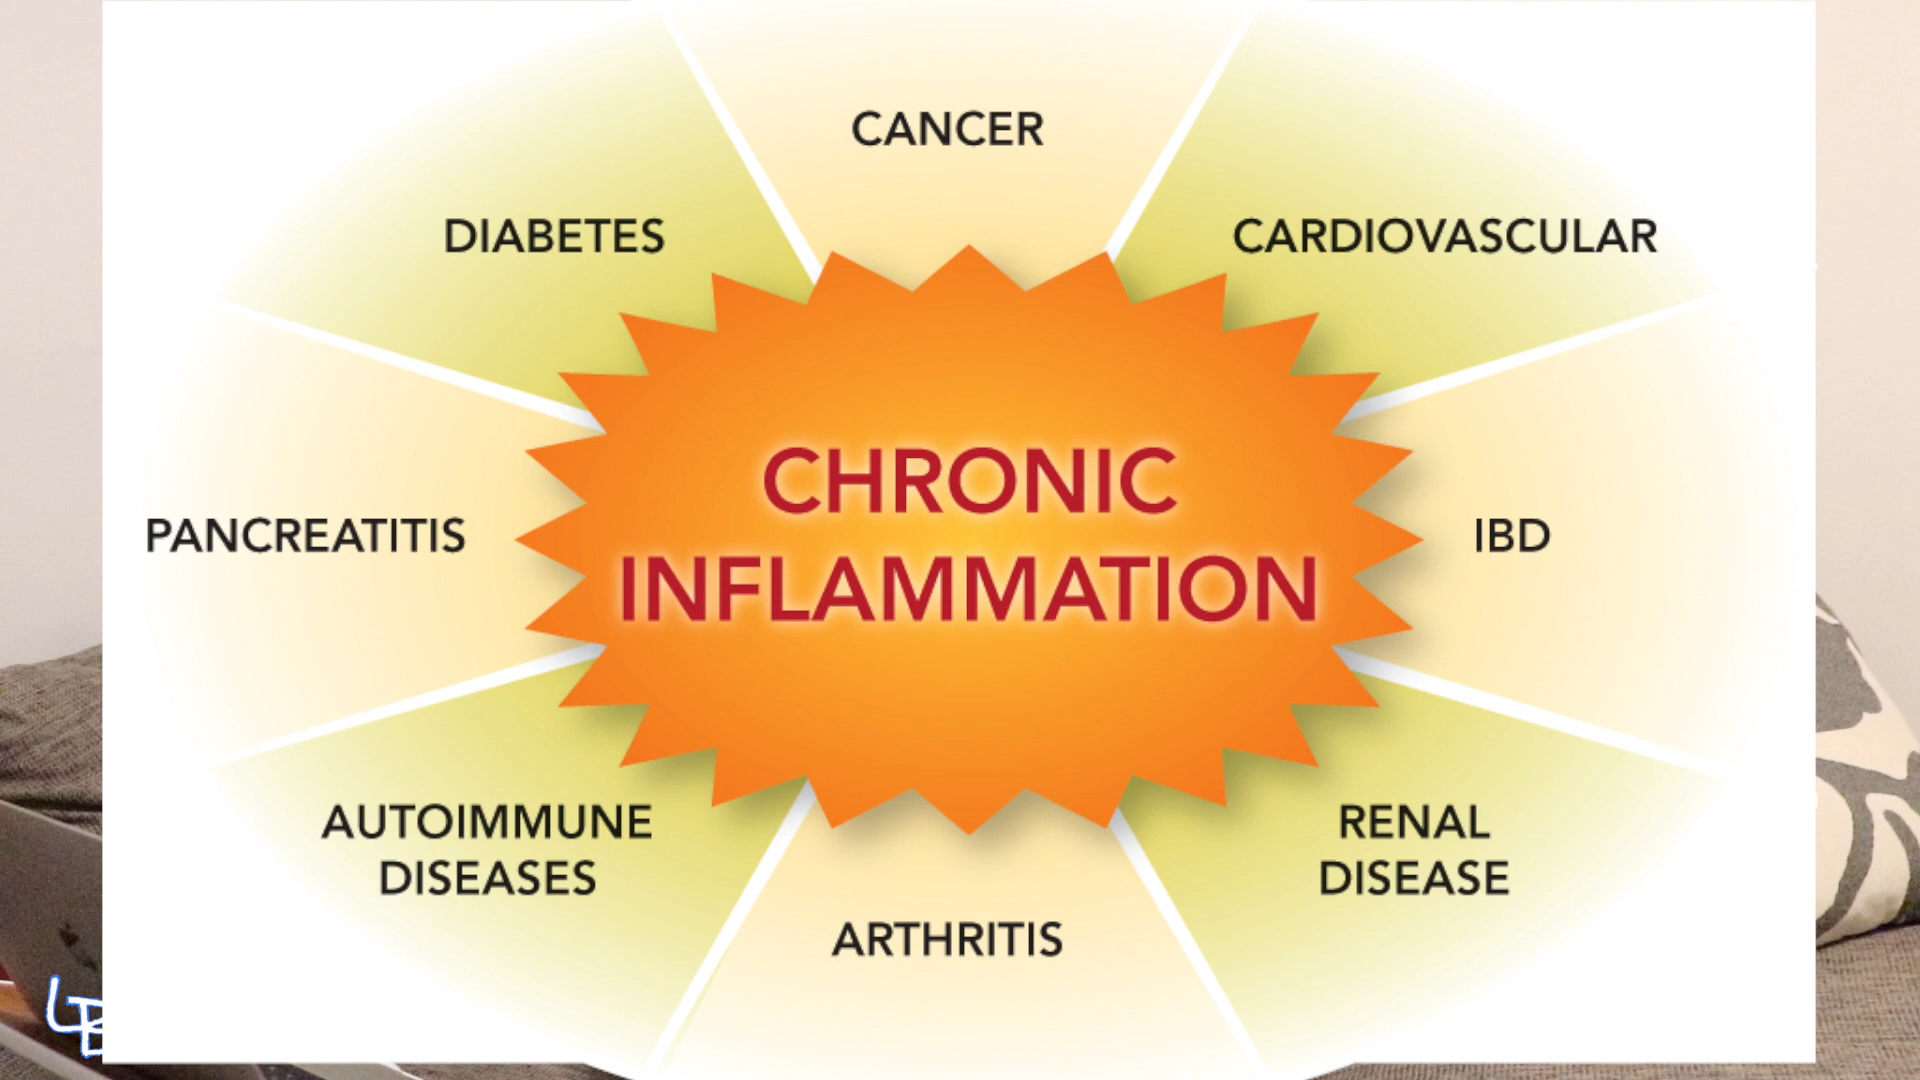 CANCER
DIABETES
CARDIOVASCULAR
CHRONIC
INFLAMMATION
PANCREATITIS
IBD
AUTOIMMUNE
DISEASES
RENAL
DISEASE
ARTHRITIS